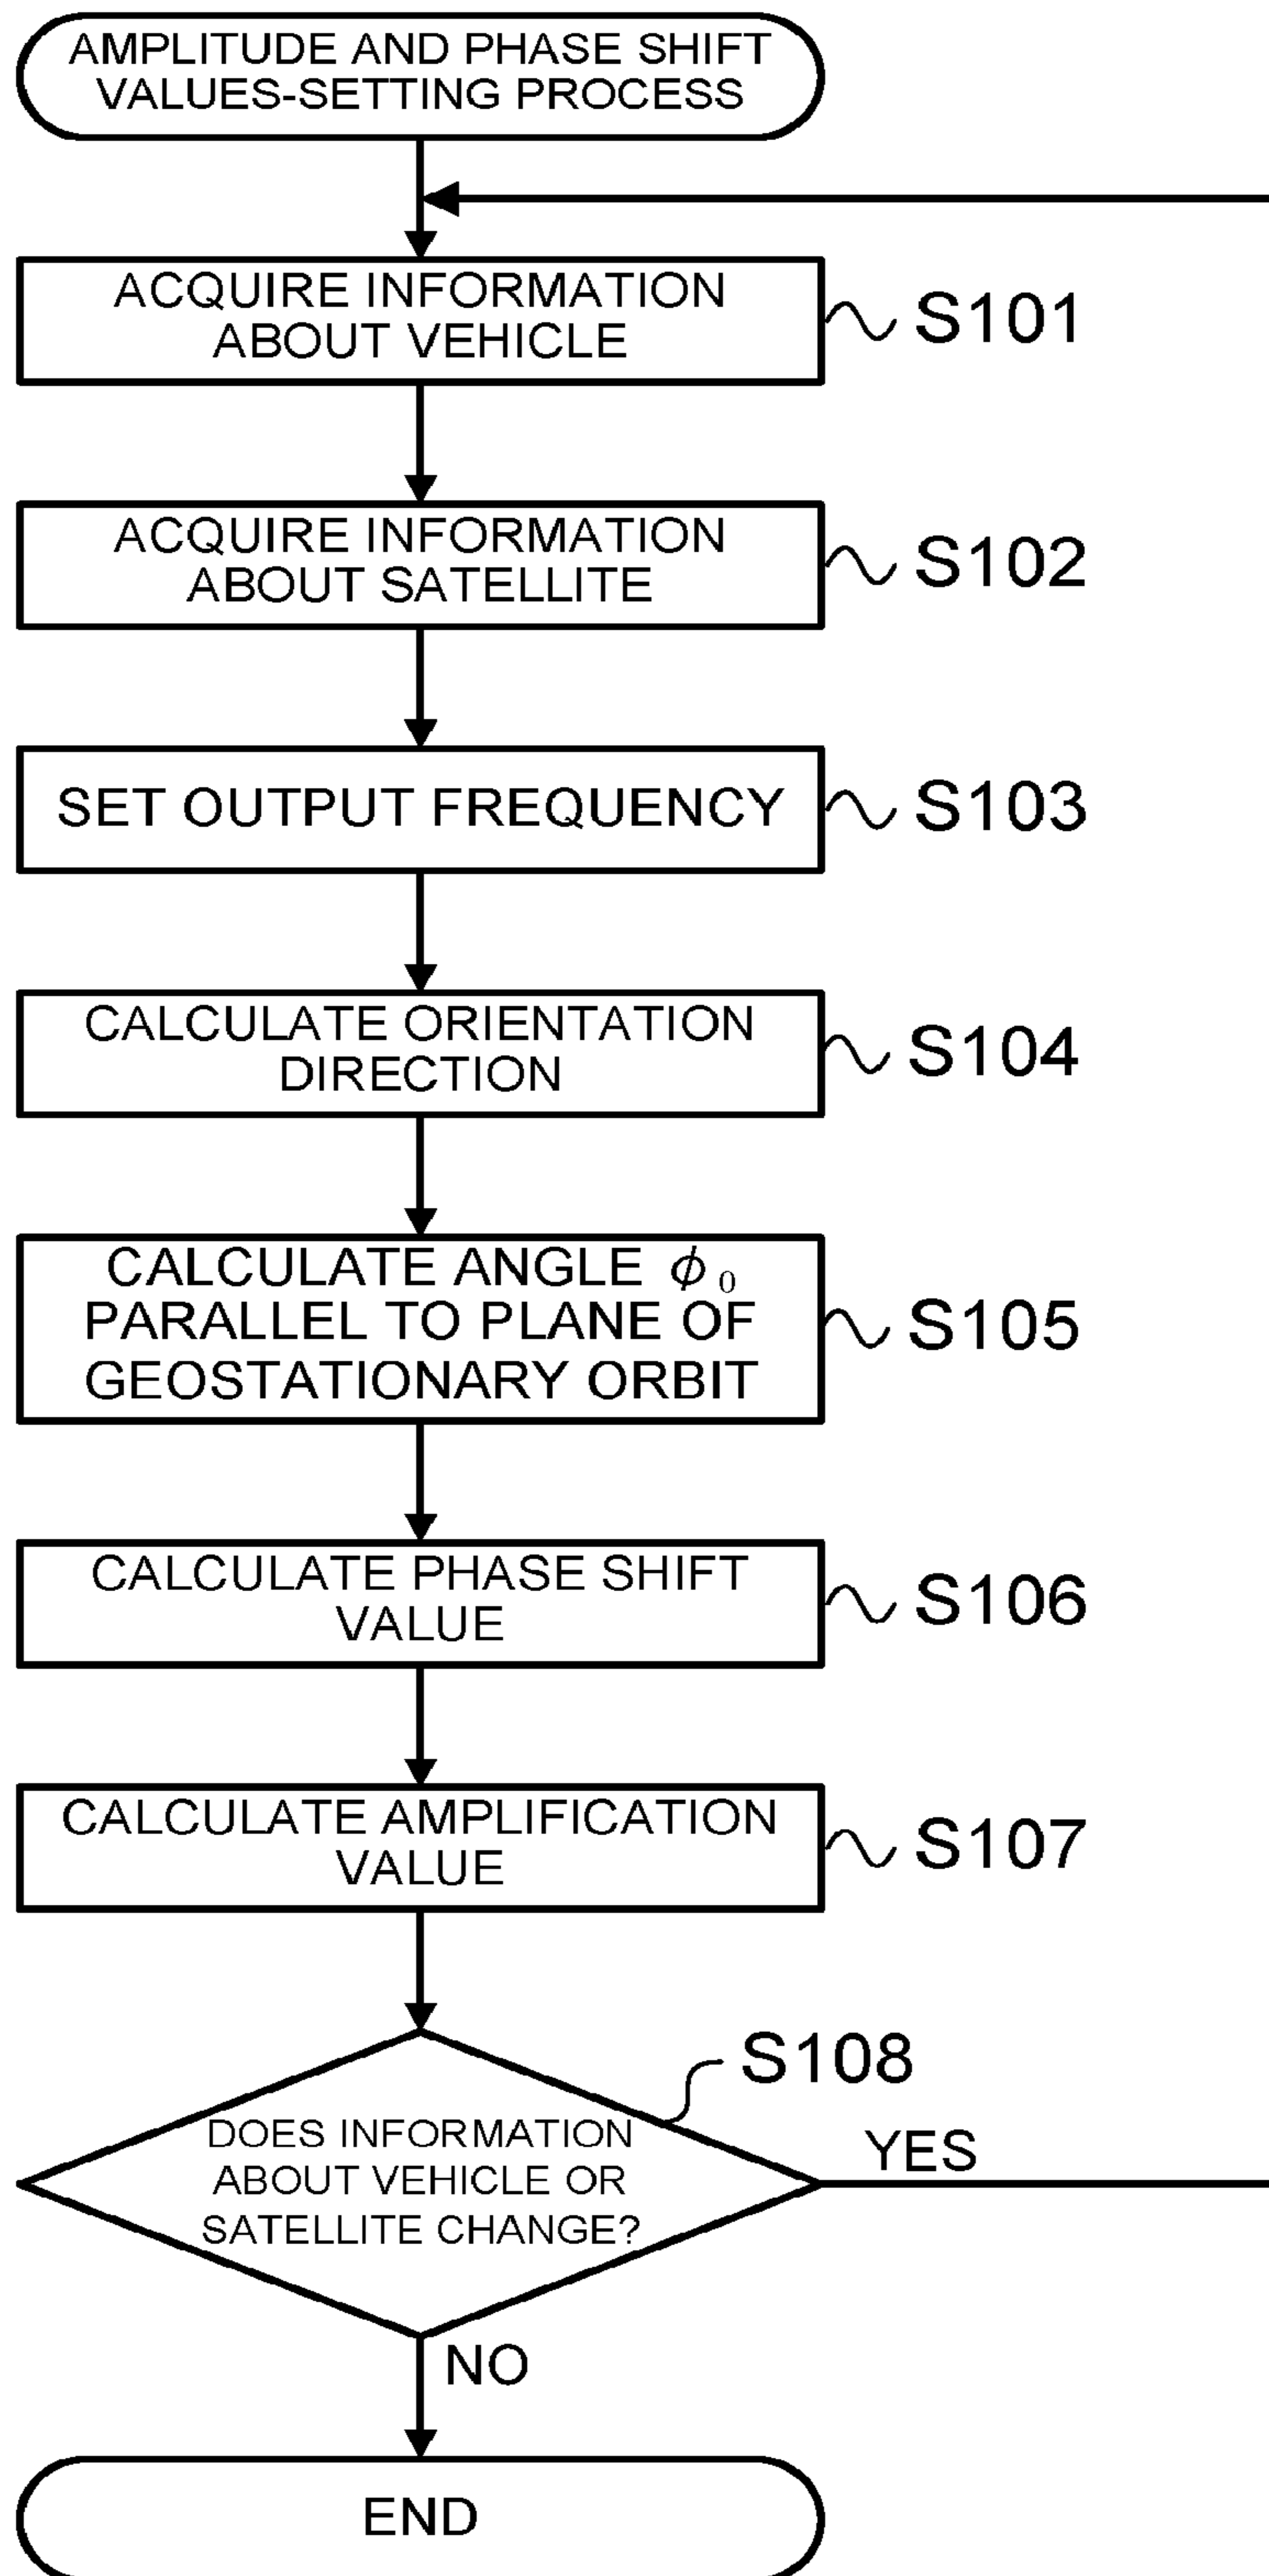 AMPLITUDE AND PHASE SHIFT
VALUES-SETTING PROCESS
ACQUIRE INFORMATION
ABOUT VEHICLE
S101
ACQUIRE INFORMATION
ABOUT SATELLITE
S102
SET OUTPUT FREQUENCY
S103
CALCULATE ORIENTATION
DIRECTION
S104
CALCULATE ANGLE ϕ₀
PARALLEL TO PLANE OF
GEOSTATIONARY ORBIT
S105
CALCULATE PHASE SHIFT
VALUE
S106
CALCULATE AMPLIFICATION
VALUE
S107
S108
DOES INFORMATION
ABOUT VEHICLE OR
SATELLITE CHANGE?
YES
NO
END